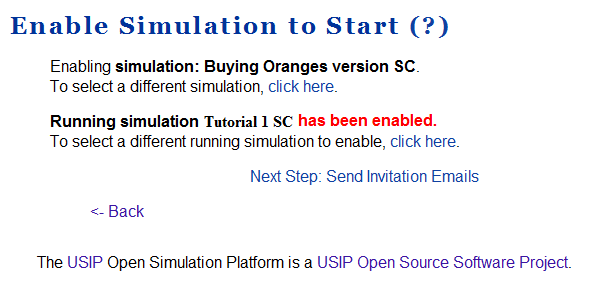 Enable Simulation to Start (?)
Enabling simulation: Buying Oranges version SC.
To select a different simulation, click here.
Running simulation Tutorial 1 SC has been enabled.
To select a different running simulation to enable, click here.
Next Step: Send Invitation Emails
<- Back
The USIP Open Simulation Platform is a USIP Open Source Software Project.